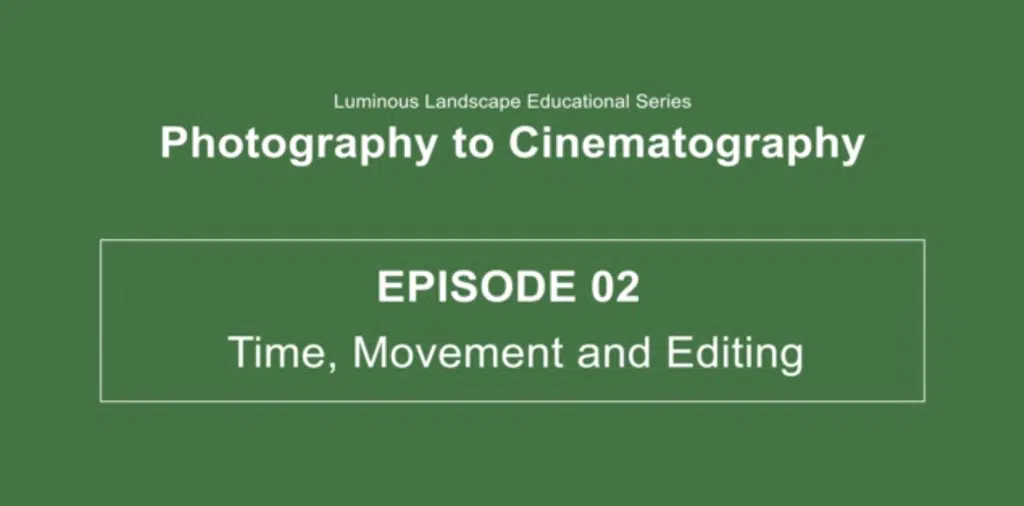 Luminous Landscape Educational Series
Photography to Cinematography
EPISODE 02
Time, Movement and Editing